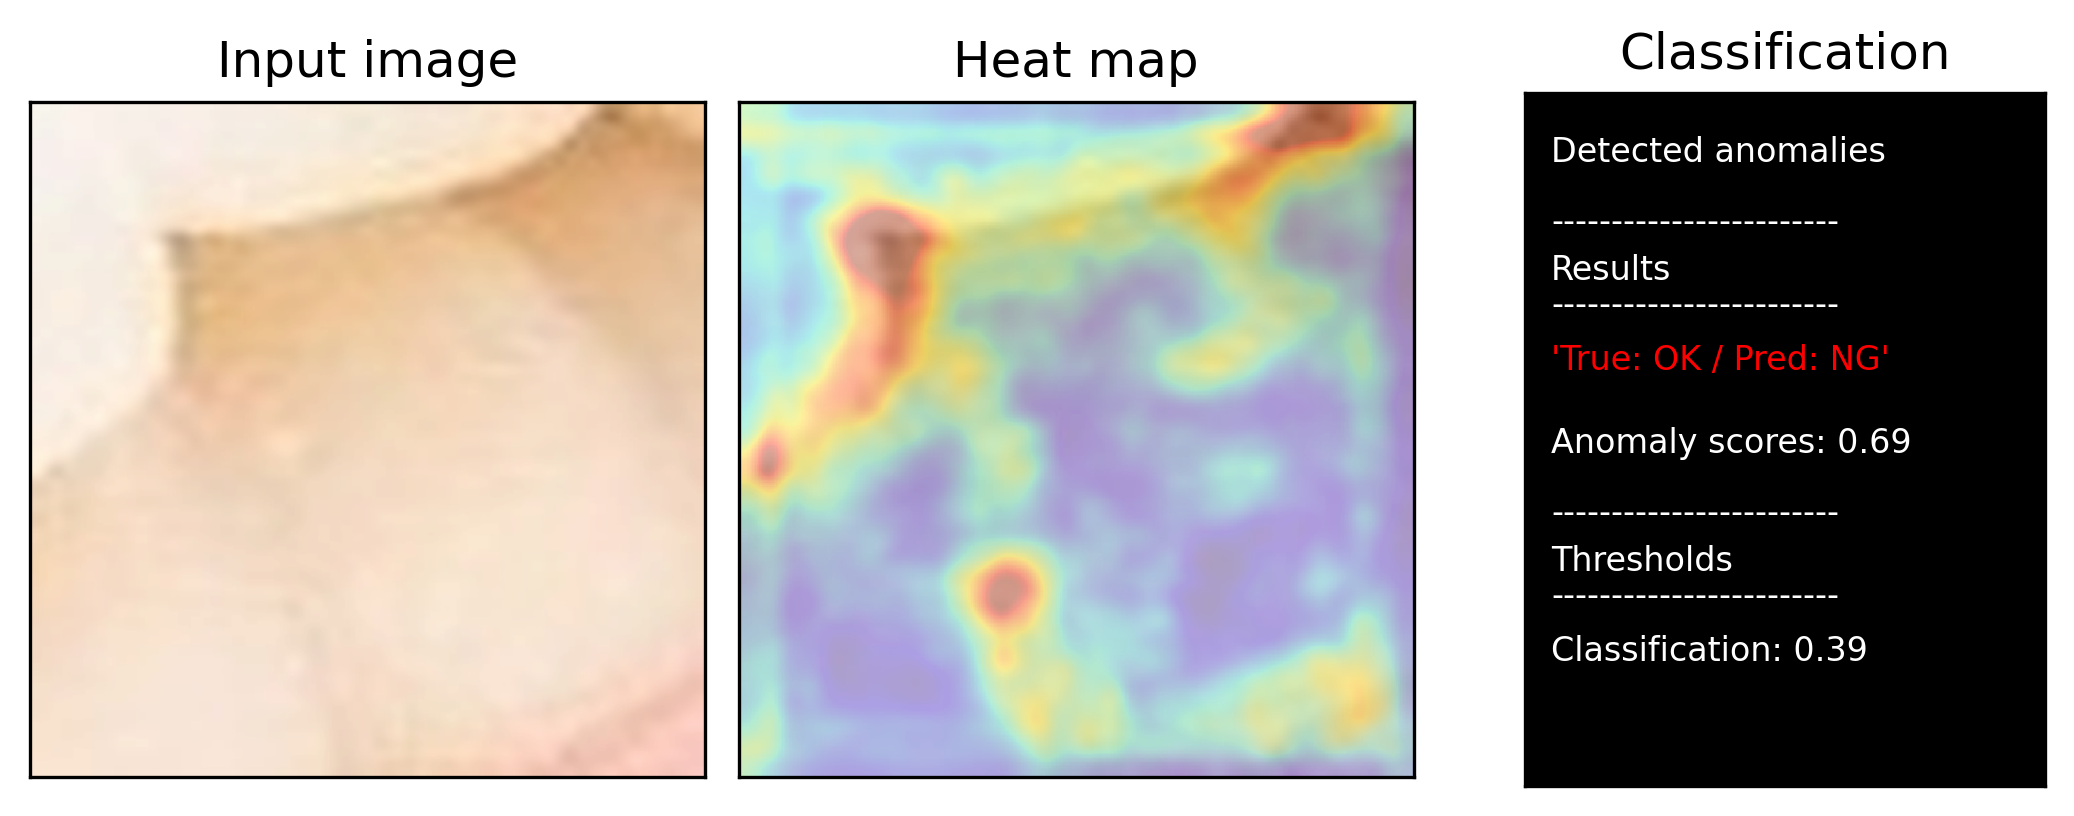 Input image
Heat map
Classification
Detected anomalies
------------------------
Results
------------------------
'True: OK / Pred: NG'
Anomaly scores: 0.69
------------------------
Thresholds
------------------------
Classification: 0.39